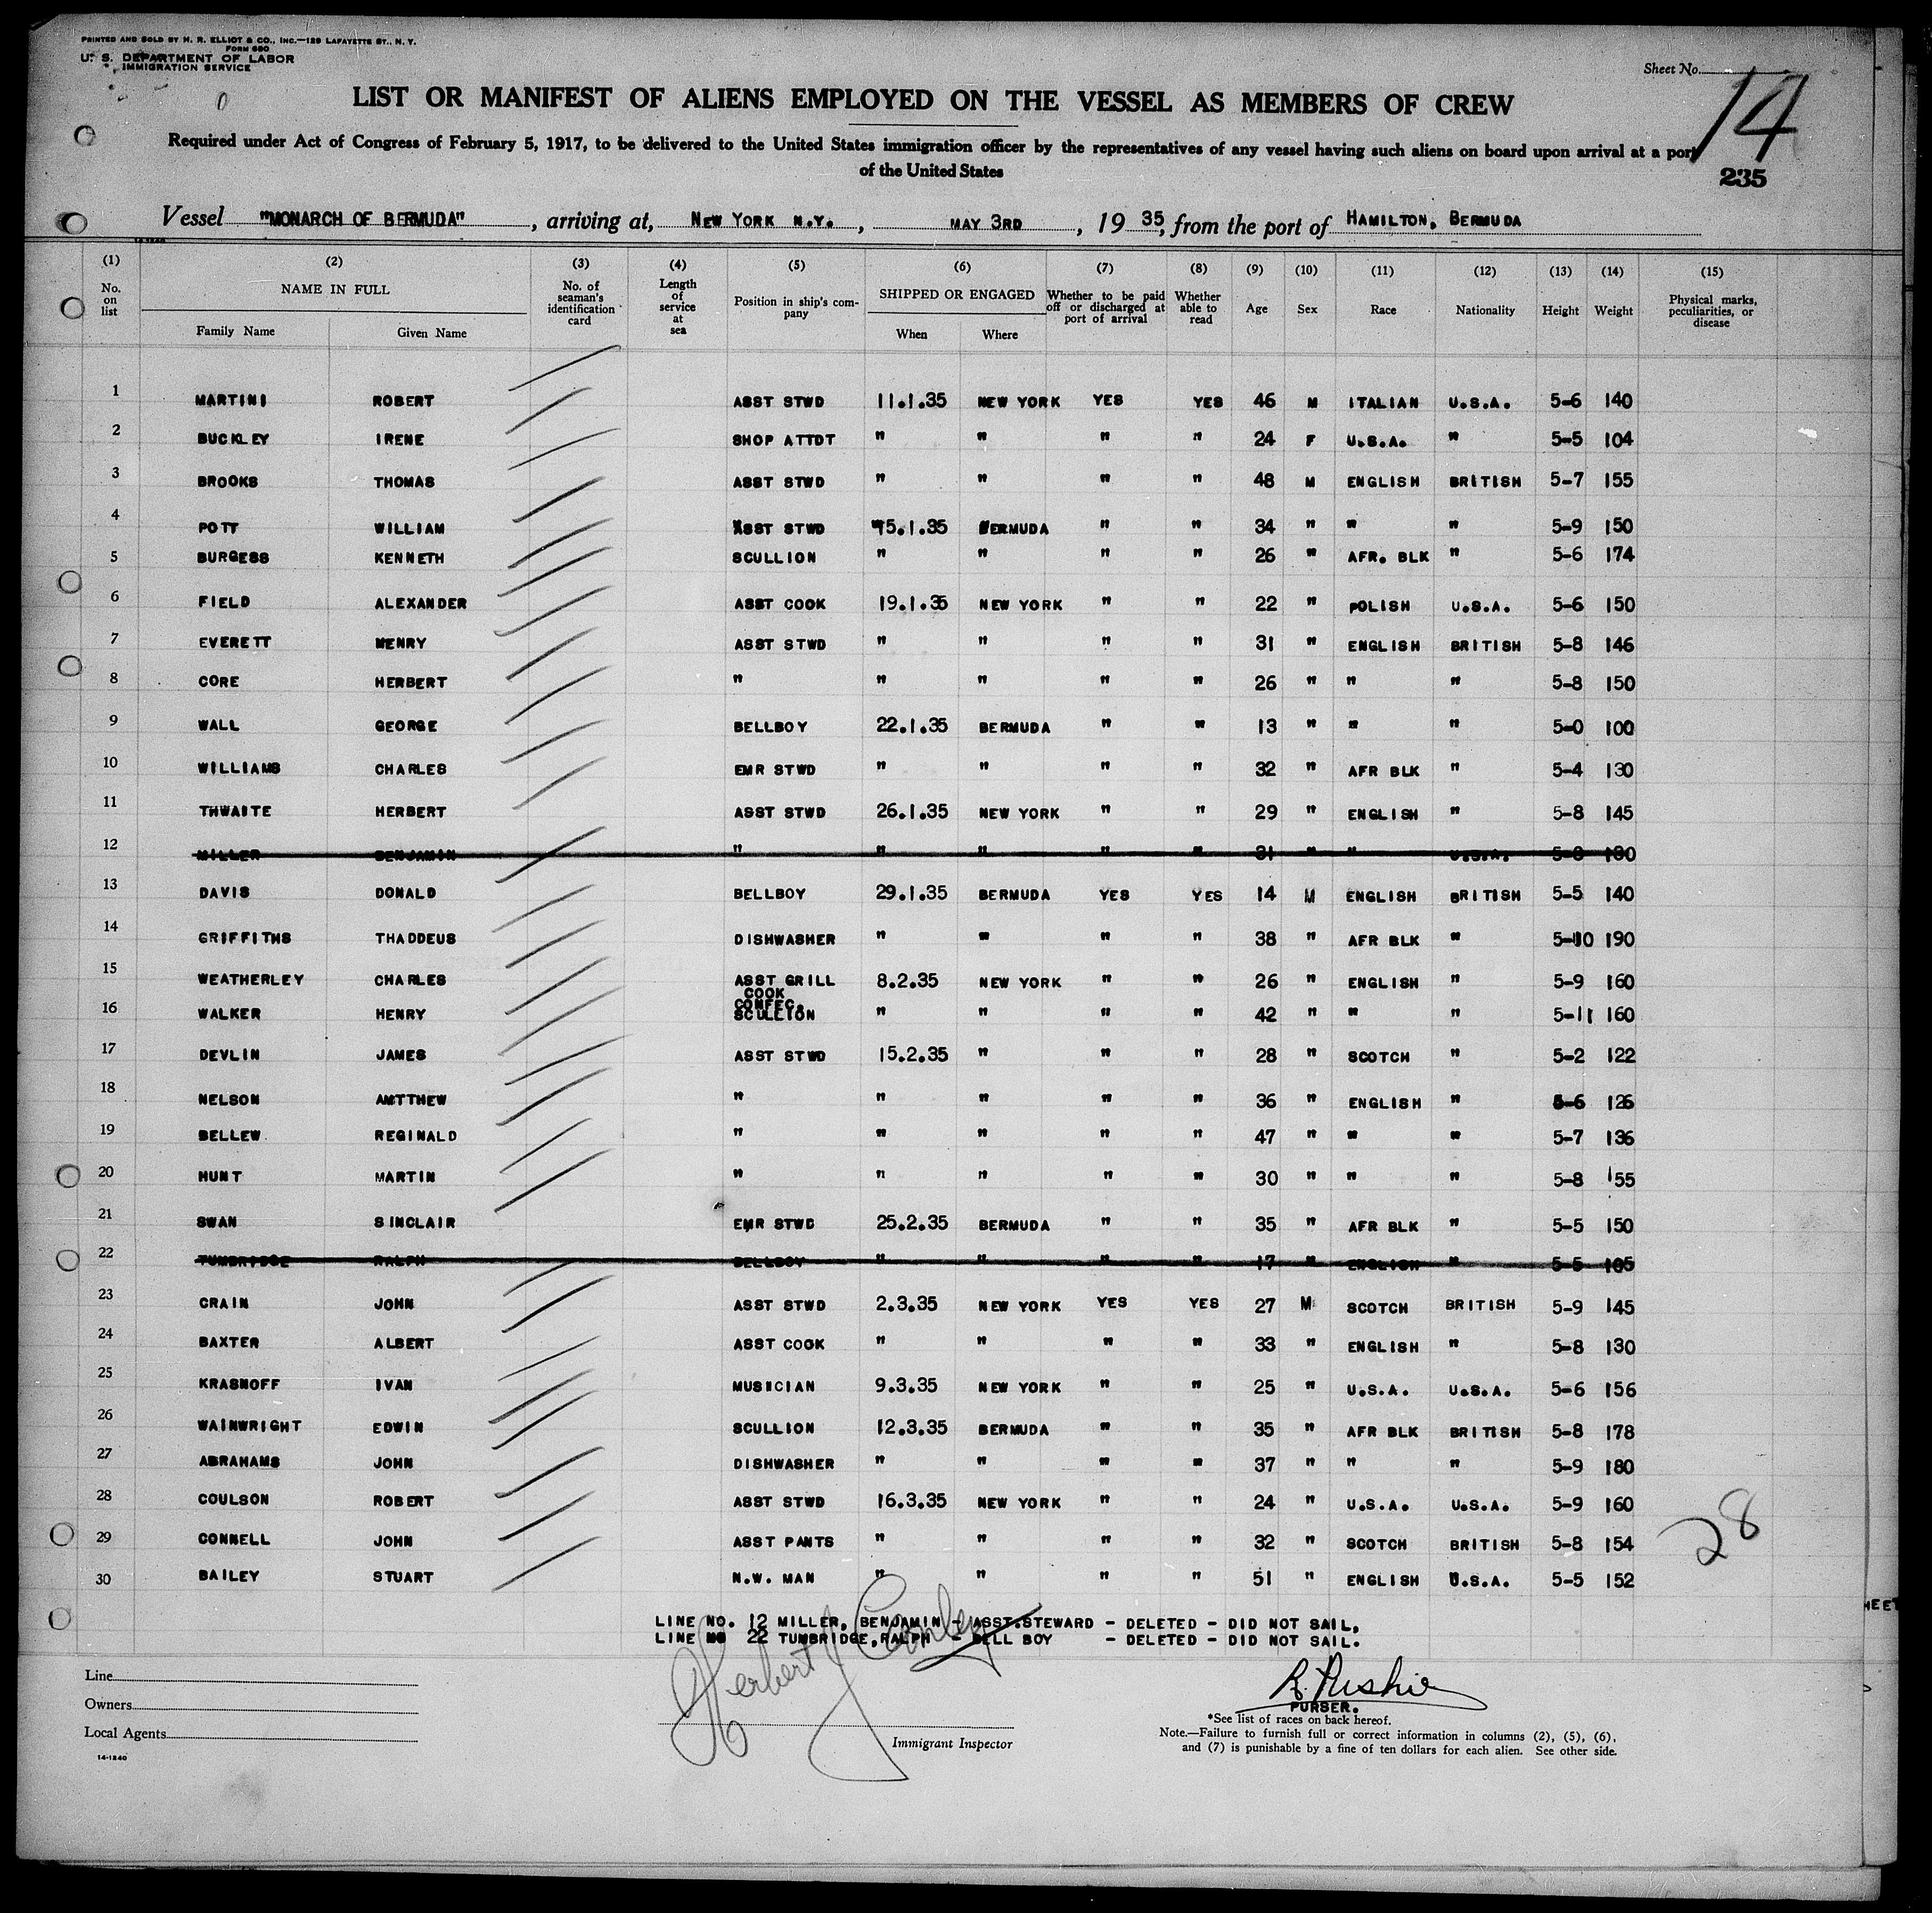 PRINTED AND SOLD BY H. R. ELLIOT & CO., INC.—129 LAFAYETTE ST., N. Y.
FORM 680
U. S. DEPARTMENT OF LABOR
IMMIGRATION SERVICE
Sheet No. 14
LIST OR MANIFEST OF ALIENS EMPLOYED ON THE VESSEL AS MEMBERS OF CREW
Required under Act of Congress of February 5, 1917, to be delivered to the United States immigration officer by the representatives of any vessel having such aliens on board upon arrival at a port
of the United States
235
Vessel "MONARCH OF BERMUDA", arriving at, NEW YORK N.Y., MAY 3RD, 19 35, from the port of HAMILTON, BERMUDA
14-1240
(1) (2) (3) (4) (5) (6) (7) (8) (9) (10) (11) (12) (13) (14) (15)
No. on list NAME IN FULL Family Name Given Name No. of seaman's identification card Length of service at sea Position in ship's company SHIPPED OR ENGAGED When Where Whether to be paid off or discharged at port of arrival Whether able to read Age Sex Race Nationality Height Weight Physical marks, peculiarities, or disease
1 MARTINI ROBERT ASST STWD 11.1.35 NEW YORK YES YES 46 M ITALIAN U.S.A. 5-6 140
2 BUCKLEY IRENE SHOP ATTDT " " " " 24 F U.S.A. " 5-5 104
3 BROOKS THOMAS ASST STWD " " " " 48 M ENGLISH BRITISH 5-7 155
4 POTT WILLIAM ASST STWD 15.1.35 BERMUDA " " 34 " " " 5-9 150
5 BURGESS KENNETH SCULLION " " " " 26 " AFR. BLK " 5-6 174
6 FIELD ALEXANDER ASST COOK 19.1.35 NEW YORK " " 22 " POLISH U.S.A. 5-6 150
7 EVERETT HENRY ASST STWD " " " " 31 " ENGLISH BRITISH 5-8 146
8 CORE HERBERT " " " " " 26 " " " 5-8 150
9 WALL GEORGE BELLBOY 22.1.35 BERMUDA " " 13 " " " 5-0 100
10 WILLIAMS CHARLES EMR STWD " " " " 32 " AFR BLK " 5-4 130
11 THWAITE HERBERT ASST STWD 26.1.35 NEW YORK " " 29 " ENGLISH " 5-8 145
12 MILLER BENJAMIN " " " " " 31 " " U.S.A. 5-8 130
13 DAVIS DONALD BELLBOY 29.1.35 BERMUDA YES YES 14 M ENGLISH BRITISH 5-5 140
14 GRIFFITHS THADDEUS DISHWASHER " " " " 38 " AFR BLK " 5-10 190
15 WEATHERLEY CHARLES ASST GRILL COOK 8.2.35 NEW YORK " " 26 " ENGLISH " 5-9 160
16 WALKER HENRY CONFEC. SCULLION " " " " 42 " " " 5-11 160
17 DEVLIN JAMES ASST STWD 15.2.35 " " " 28 " SCOTCH " 5-2 122
18 NELSON AMTTHEW " " " " " 36 " ENGLISH " 5-6 126
19 BELLEW REGINALD " " " " " 47 " " " 5-7 136
20 HUNT MARTIN " " " " " 30 " " " 5-8 155
21 SWAN SINCLAIR EMR STWD 25.2.35 BERMUDA " " 35 " AFR BLK " 5-5 150
22 TUMBRIDGE RALPH BELLBOY " " " " 17 " ENGLISH " 5-5 105
23 CRAIN JOHN ASST STWD 2.3.35 NEW YORK YES YES 27 M SCOTCH BRITISH 5-9 145
24 BAXTER ALBERT ASST COOK " " " " 33 " ENGLISH " 5-8 130
25 KRASNOFF IVAN MUSICIAN 9.3.35 NEW YORK " " 25 " U.S.A. U.S.A. 5-6 156
26 WAINWRIGHT EDWIN SCULLION 12.3.35 BERMUDA " " 35 " AFR BLK BRITISH 5-8 178
27 ABRAHAMS JOHN DISHWASHER " " " " 37 " " " 5-9 180
28 COULSON ROBERT ASST STWD 16.3.35 NEW YORK " " 24 " U.S.A. U.S.A. 5-9 160
29 CONNELL JOHN ASST PANTS " " " " 32 " SCOTCH BRITISH 5-8 154
30 BAILEY STUART N.W. MAN " " " " 51 " ENGLISH U.S.A. 5-5 152
28
LINE NO. 12 MILLER, BENJAMIN - ASST.STEWARD - DELETED - DID NOT SAIL,
LINE NO 22 TUMBRIDGE,RALPH - BELL BOY - DELETED - DID NOT SAIL.
HEET
Line
Owners
Local Agents
14-1240
Herbert J
Immigrant Inspector
PURSER.
*See list of races on back hereof.
Note.—Failure to furnish full or correct information in columns (2), (5), (6),
and (7) is punishable by a fine of ten dollars for each alien. See other side.